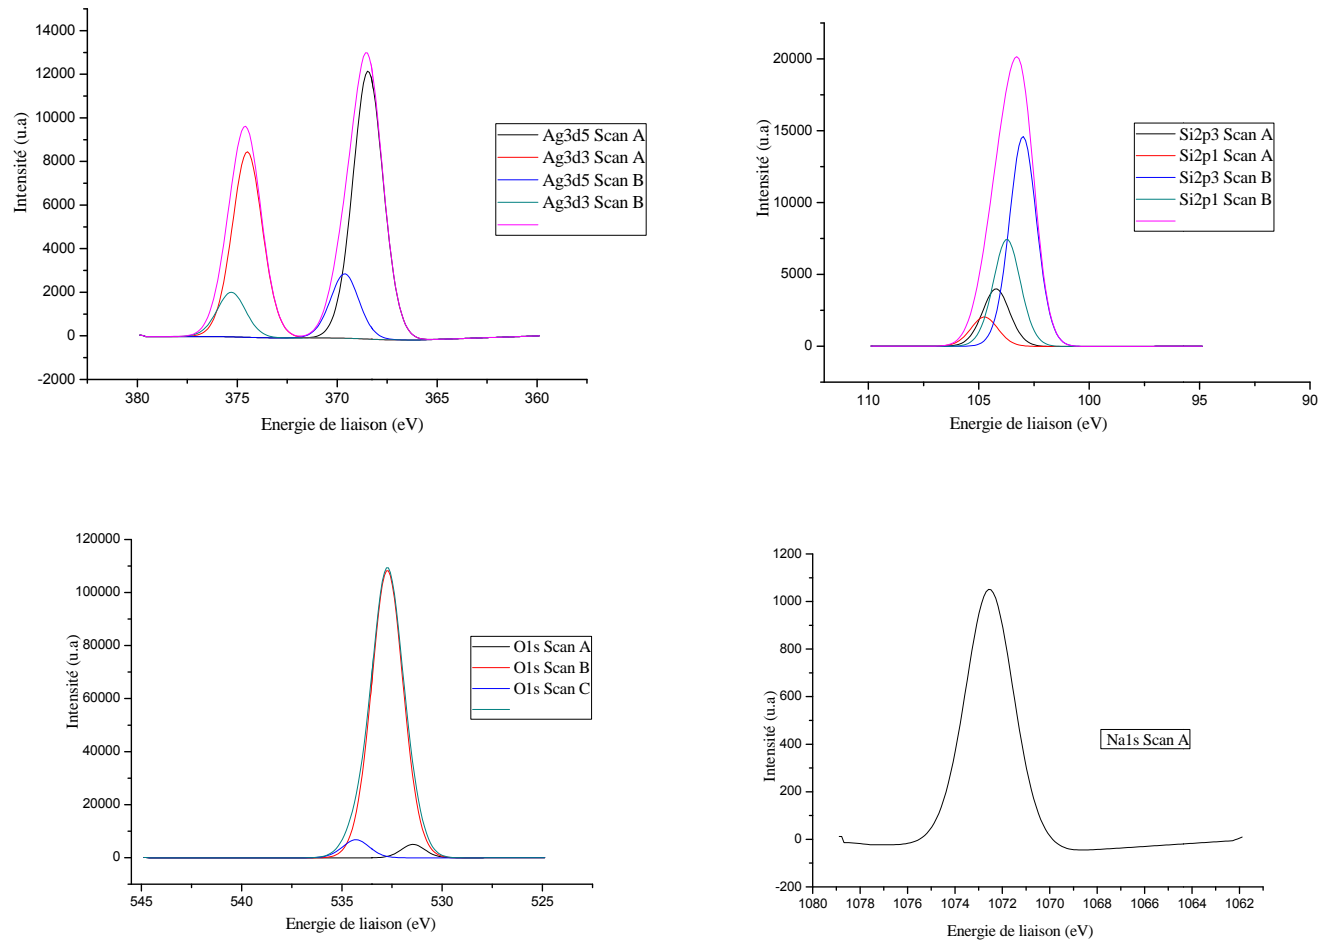 14000
12000
10000
8000
6000
4000
2000
0
-2000
Intensité (u.a)
380 375 370 365 360
Energie de liaison (eV)
Ag3d5 Scan A
Ag3d3 Scan A
Ag3d5 Scan B
Ag3d3 Scan B
20000
15000
10000
5000
0
Intensité (u.a)
110 105 100 95 90
Energie de liaison (eV)
Si2p3 Scan A
Si2p1 Scan A
Si2p3 Scan B
Si2p1 Scan B
120000
100000
80000
60000
40000
20000
0
Intensité (u.a)
545 540 535 530 525
Energie de liaison (eV)
O1s Scan A
O1s Scan B
O1s Scan C
1200
1000
800
600
400
200
0
-200
Intensité (u.a)
1080 1078 1076 1074 1072 1070 1068 1066 1064 1062
Energie de liaison (eV)
Na1s Scan A